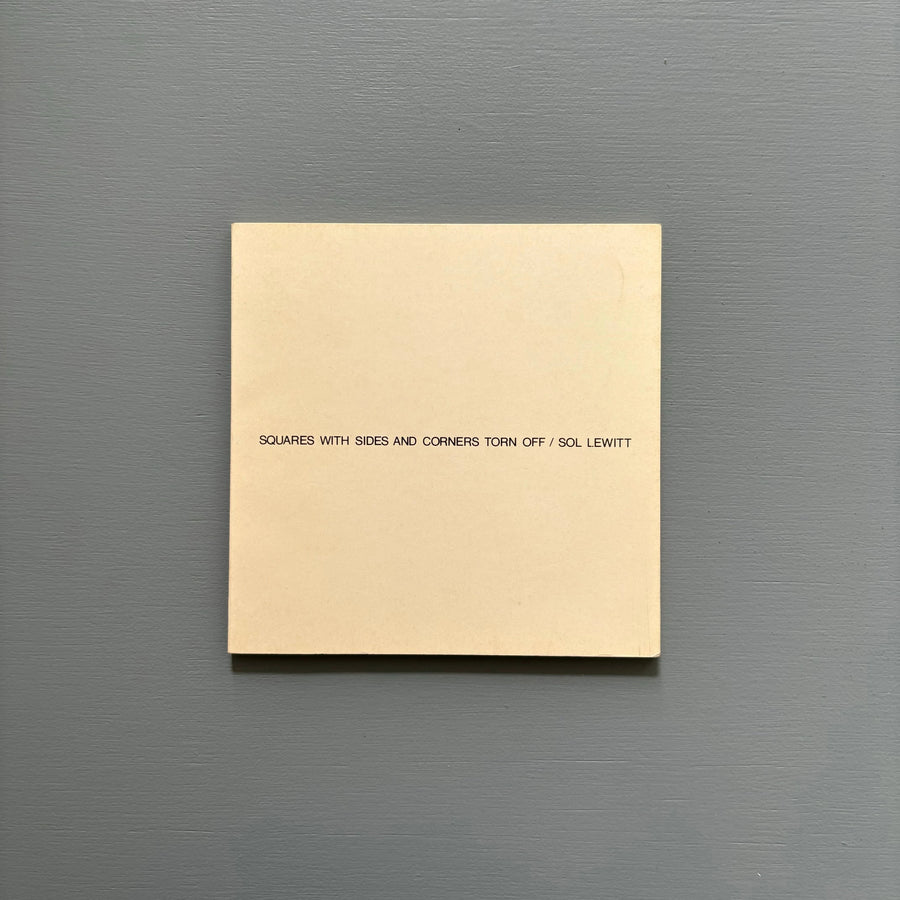 SQUARES WITH SIDES AND CORNERS TORN OFF / SOL LEWITT